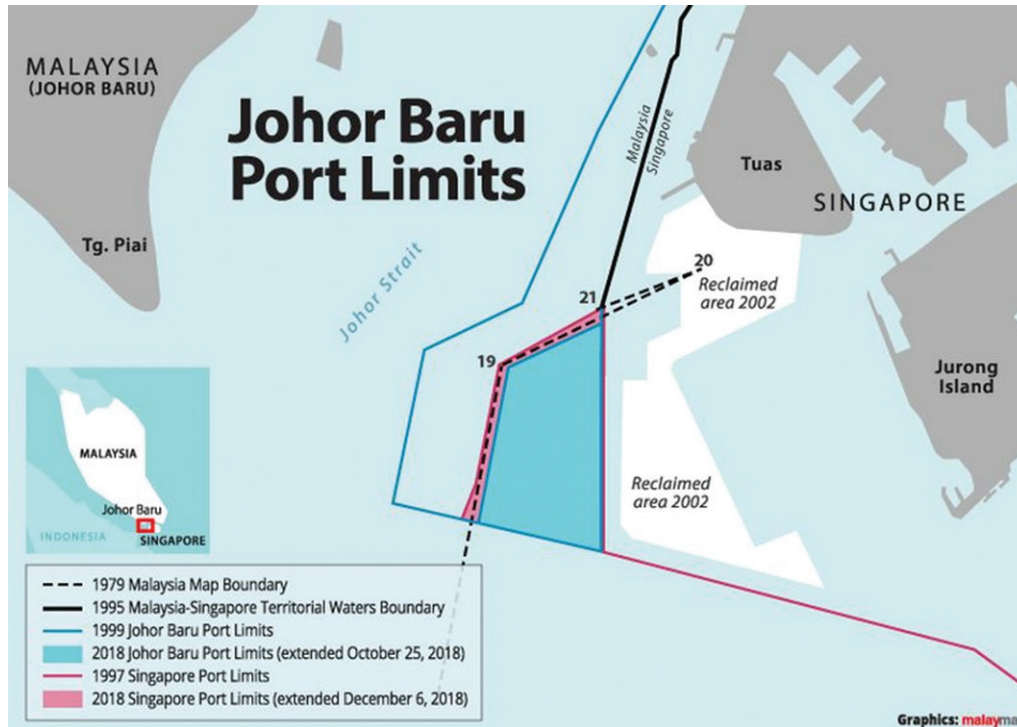 MALAYSIA
(JOHOR BARU)
Johor Baru
Port Limits
Malaysia
Singapore
Tuas
SINGAPORE
Tg. Piai
Johor Strait
20
Reclaimed
area 2002
21
19
Jurong
Island
Reclaimed
area 2002
MALAYSIA
Johor Baru
INDONESIA
SINGAPORE
1979 Malaysia Map Boundary
1995 Malaysia-Singapore Territorial Waters Boundary
1999 Johor Baru Port Limits
2018 Johor Baru Port Limits (extended October 25, 2018)
1997 Singapore Port Limits
2018 Singapore Port Limits (extended December 6, 2018)
Graphics: malayma